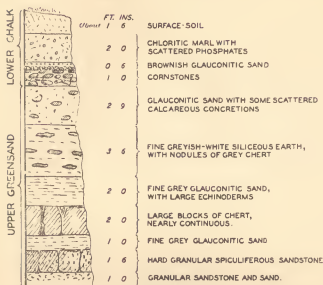 FT. INS.
About 1 6 SURFACE-SOIL
2 0 CHLORITIC MARL WITH
SCATTERED PHOSPHATES
0 6 BROWNISH GLAUCONITIC SAND
1 0 CORNSTONES
2 9 GLAUCONITIC SAND WITH SOME SCATTERED
CALCAREOUS CONCRETIONS
3 6 FINE GREYISH-WHITE SILICEOUS EARTH,
WITH NODULES OF GREY CHERT
2 0 FINE GREY GLAUCONITIC SAND,
WITH LARGE ECHINODERMS
2 0 LARGE BLOCKS OF CHERT,
NEARLY CONTINUOUS.
1 0 FINE GREY GLAUCONITIC SAND
1 6 HARD GRANULAR SPICULIFEROUS SANDSTONE
1 0 GRANULAR SANDSTONE AND SAND.
LOWER CHALK
UPPER GREENSAND